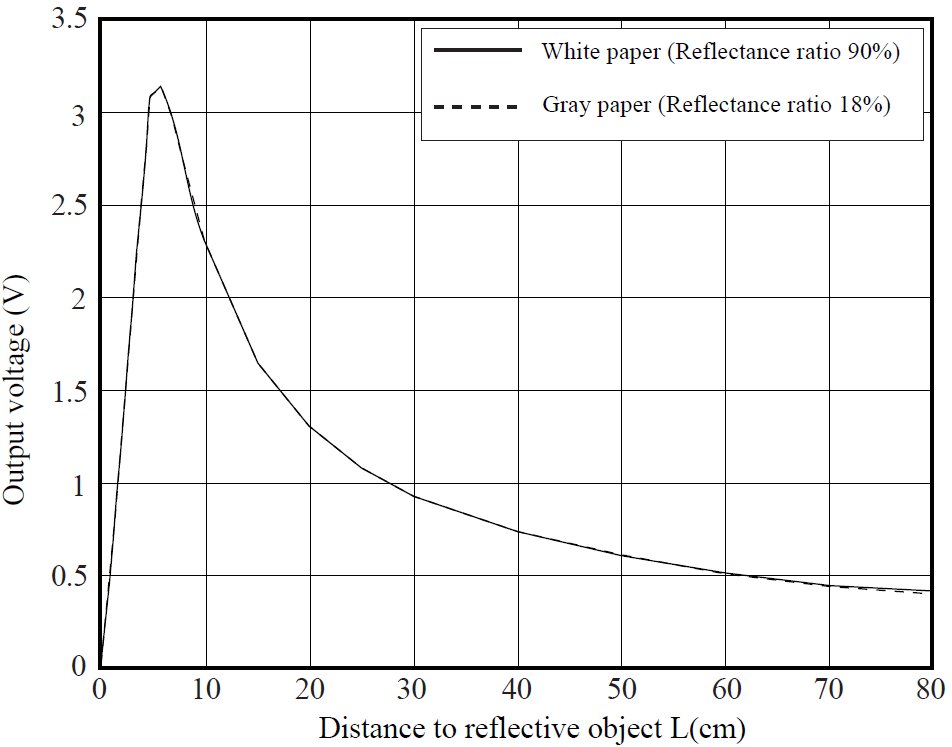 3.5
3
2.5
2
1.5
1
0.5
0
Output voltage (V)
White paper (Reflectance ratio 90%)
Gray paper (Reflectance ratio 18%)
0 10 20 30 40 50 60 70 80
Distance to reflective object L(cm)